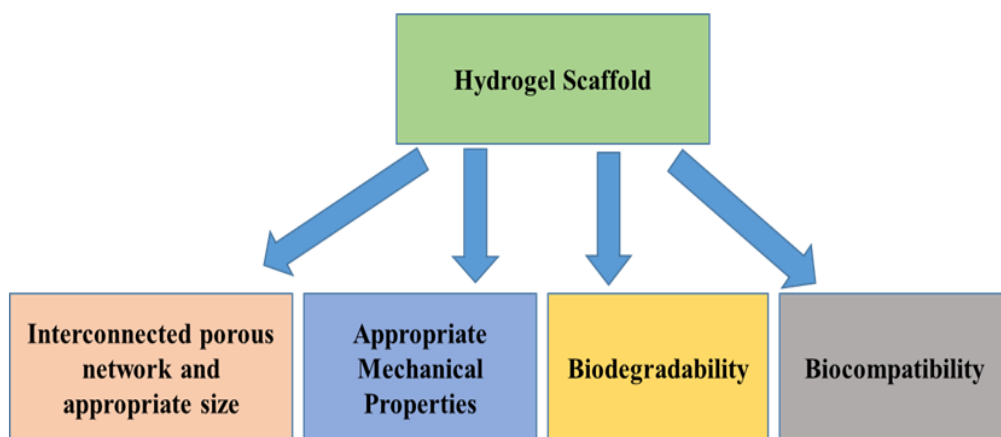 Hydrogel Scaffold
Interconnected porous
network and
appropriate size
Appropriate
Mechanical
Properties
Biodegradability
Biocompatibility